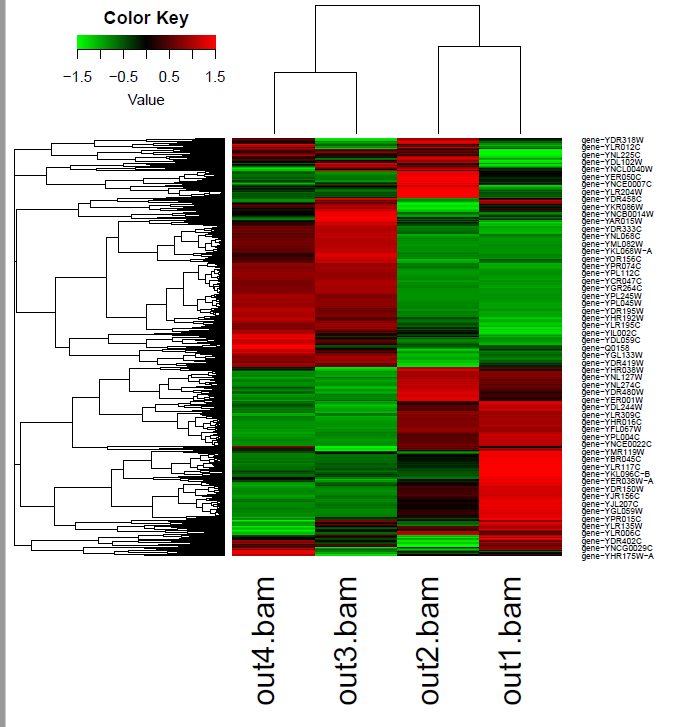 Color Key
−1.5 −0.5 0.5 1.5
Value
gene−YDR318W
gene−YLR012C
gene−YNL225C
gene−YDL102W
gene−YNCL0040W
gene−YER050C
gene−YNCE0007C
gene−YLR204W
gene−YDR458C
gene−YKR086W
gene−YNCB0014W
gene−YAR015W
gene−YDR333C
gene−YNL068C
gene−YML082W
gene−YKL068W−A
gene−YOR156C
gene−YPR074C
gene−YPL112C
gene−YCR047C
gene−YGR264C
gene−YPL245W
gene−YPL045W
gene−YDR195W
gene−YHR192W
gene−YLR195C
gene−YIL002C
gene−YDL059C
gene−Q0158
gene−YGL133W
gene−YDR419W
gene−YHR038W
gene−YNL127W
gene−YNL274C
gene−YDR480W
gene−YER001W
gene−YDL244W
gene−YLR309C
gene−YHR016C
gene−YFL067W
gene−YPL004C
gene−YNCE0022C
gene−YMR119W
gene−YBR045C
gene−YLR117C
gene−YKL096C−B
gene−YER038W−A
gene−YDR150W
gene−YJR156C
gene−YJL207C
gene−YGL059W
gene−YPR015C
gene−YLR135W
gene−YLR006C
gene−YDR402C
gene−YNCG0029C
gene−YHR175W−A
out4.bam
out3.bam
out2.bam
out1.bam